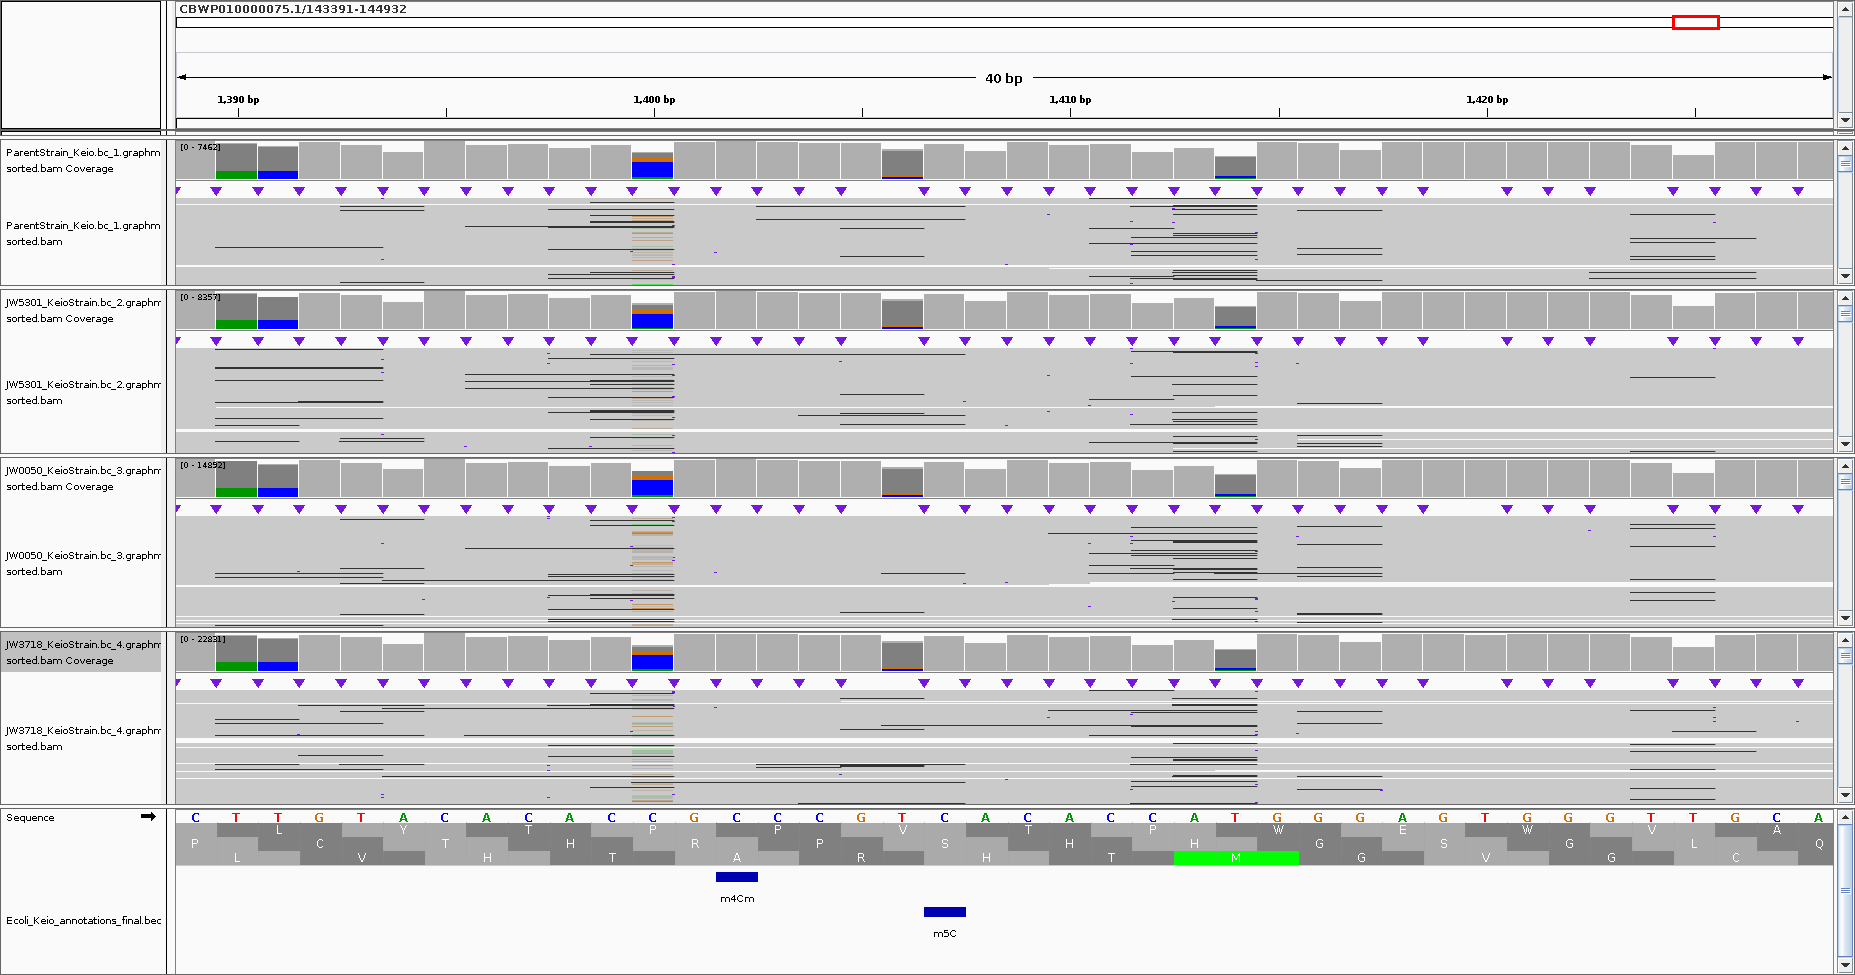 CBWP010000075.1/143391-144932
40 bp
1,390 bp 1,400 bp 1,410 bp 1,420 bp
ParentStrain_Keio.bc_1.graphm
sorted.bam Coverage
[0 - 7462]
ParentStrain_Keio.bc_1.graphm
sorted.bam
JW5301_KeioStrain.bc_2.graphm
sorted.bam Coverage
[0 - 8357]
JW5301_KeioStrain.bc_2.graphm
sorted.bam
JW0050_KeioStrain.bc_3.graphm
sorted.bam Coverage
[0 - 14892]
JW0050_KeioStrain.bc_3.graphm
sorted.bam
JW3718_KeioStrain.bc_4.graphm
sorted.bam Coverage
[0 - 22831]
JW3718_KeioStrain.bc_4.graphm
sorted.bam
Sequence
C T T G T A C A C A C C G C C C G T C A C A C C A T G G G A G T G G G T T G C A
L Y T P P V T P W E W V A
P C T H R P S H H G S G L Q
L V H T A R H T M G V G C
m4Cm
m5C
Ecoli_Keio_annotations_final.bec